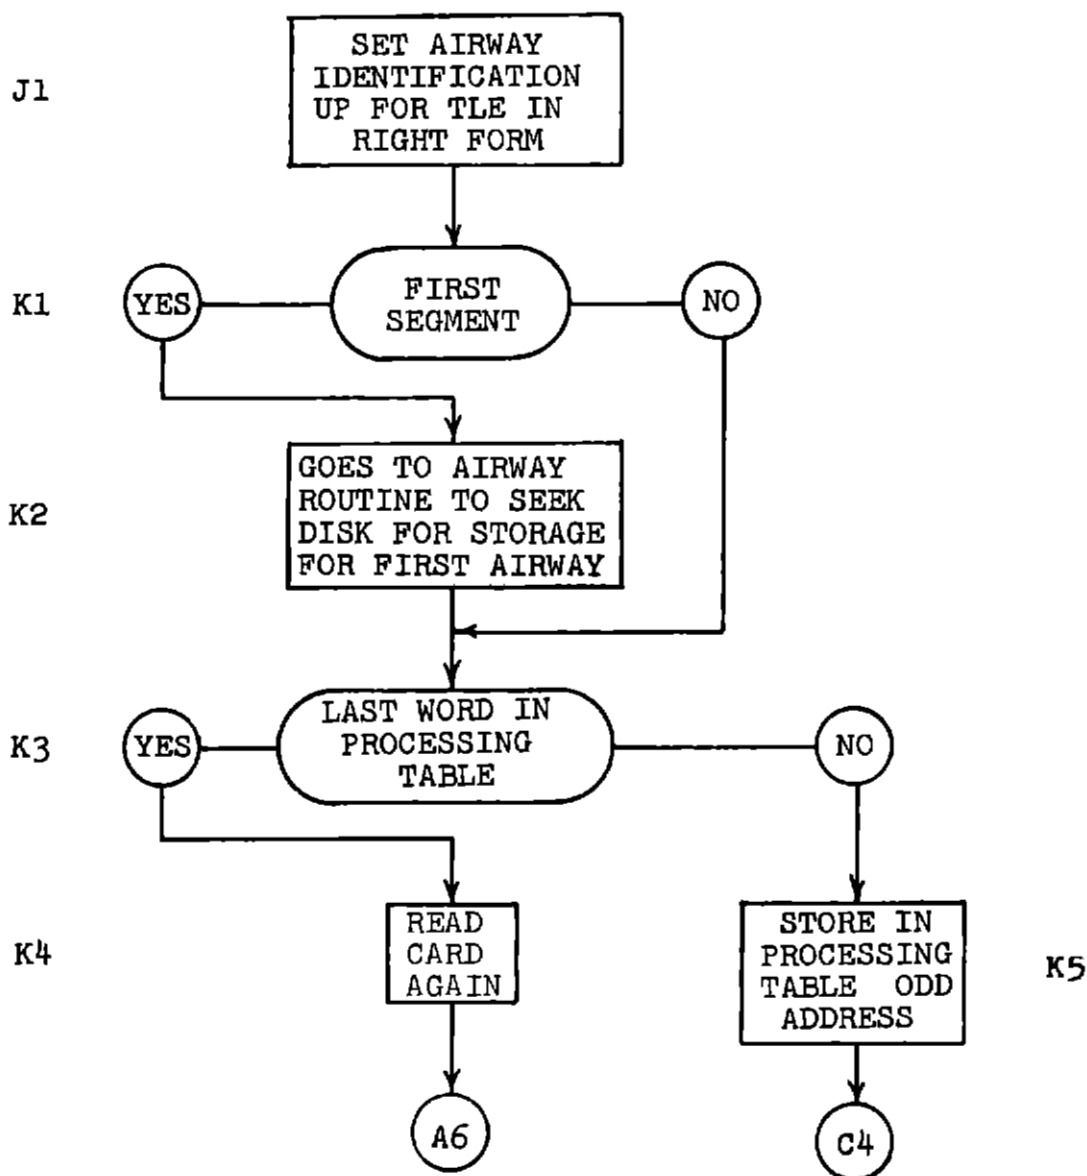 J1
SET AIRWAY
IDENTIFICATION
UP FOR TLE IN
RIGHT FORM
K1
YES
FIRST
SEGMENT
NO
K2
GOES TO AIRWAY
ROUTINE TO SEEK
DISK FOR STORAGE
FOR FIRST AIRWAY
K3
YES
LAST WORD IN
PROCESSING
TABLE
NO
K4
READ
CARD
AGAIN
STORE IN
PROCESSING
TABLE ODD
ADDRESS
K5
A6
C4